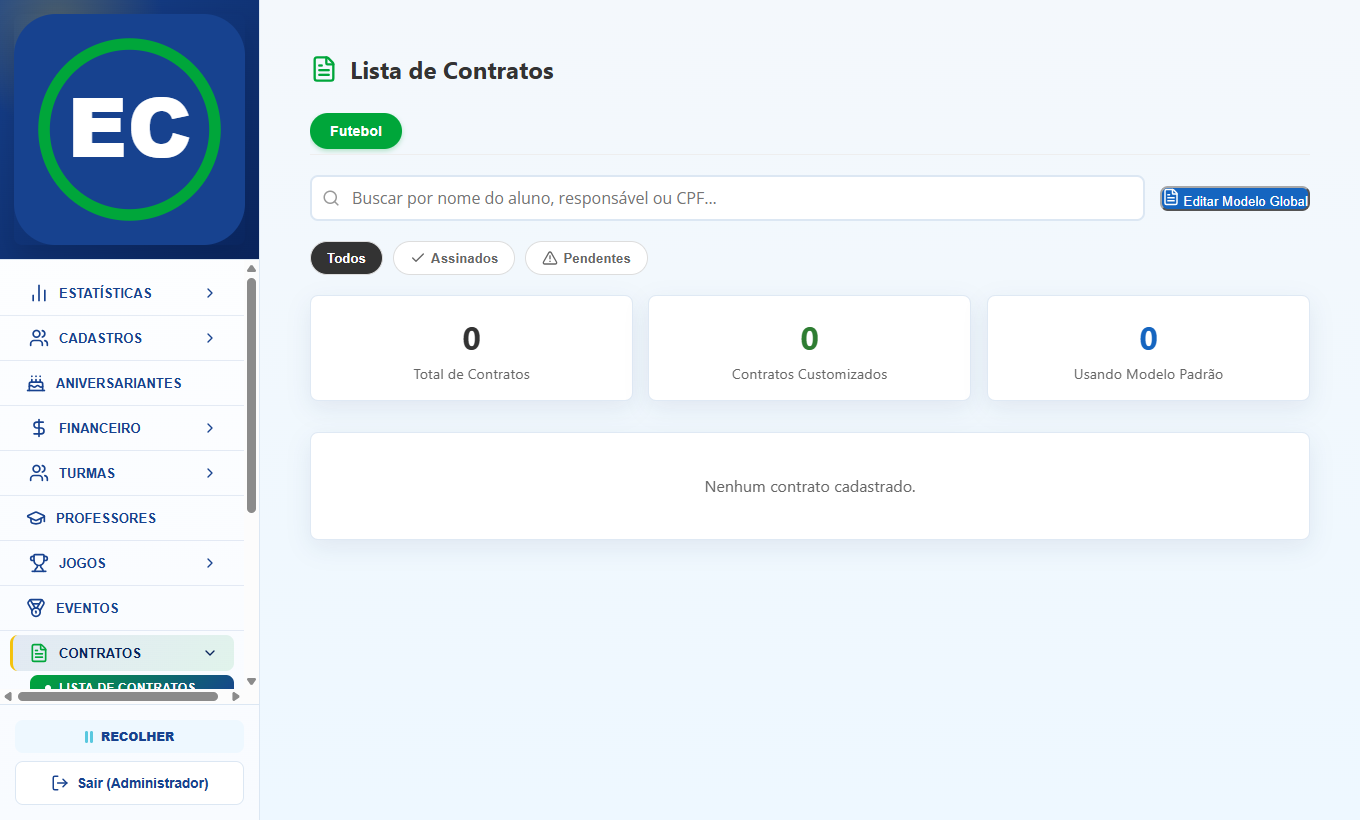 EC
ESTATÍSTICAS
CADASTROS
ANIVERSARIANTES
FINANCEIRO
TURMAS
PROFESSORES
JOGOS
EVENTOS
CONTRATOS
LISTA DE CONTRATOS
RECOLHER
Sair (Administrador)
Lista de Contratos
Futebol
Buscar por nome do aluno, responsável ou CPF...
Editar Modelo Global
Todos
Assinados
Pendentes
0
Total de Contratos
0
Contratos Customizados
0
Usando Modelo Padrão
Nenhum contrato cadastrado.